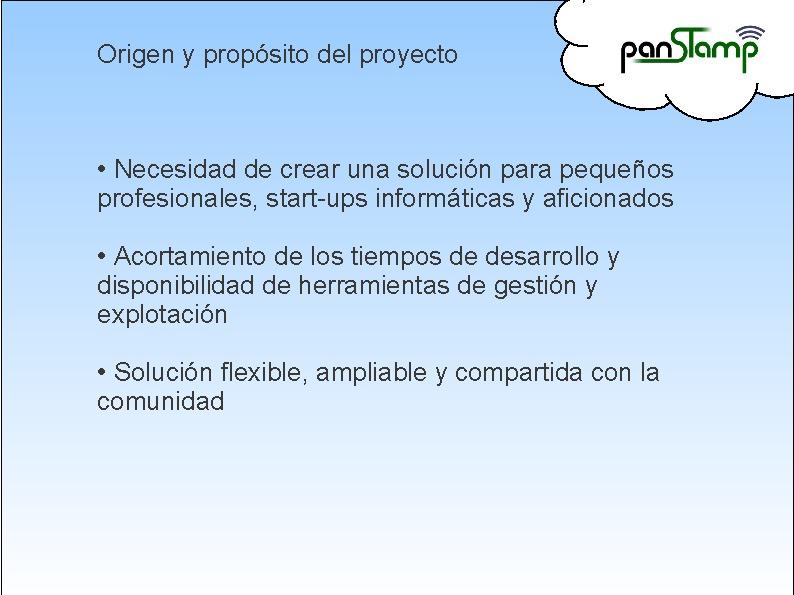 Origen y propósito del proyecto
panStamp
• Necesidad de crear una solución para pequeños
profesionales, start-ups informáticas y aficionados
• Acortamiento de los tiempos de desarrollo y
disponibilidad de herramientas de gestión y
explotación
• Solución flexible, ampliable y compartida con la
comunidad